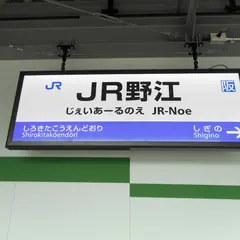 JR
JR野江
阪
じぇいあーるのえ JR-Noe
しろきたこうえんどおり
Shirokitakōendōri
しぎの
Shigino